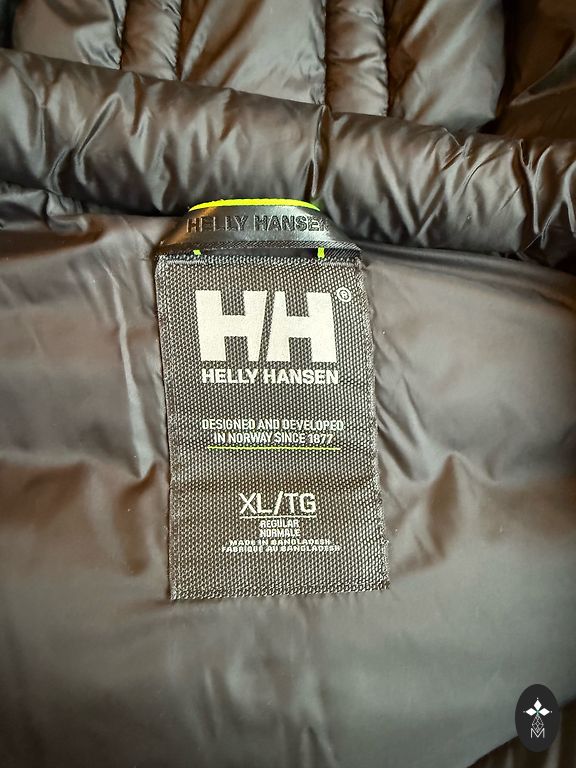 HELLY HANSEN
HH®
HELLY HANSEN
DESIGNED AND DEVELOPED
IN NORWAY SINCE 1877
XL/TG
REGULAR
NORMALE
MADE IN BANGLADESH
FABRIQUÉ AU BANGLADESH
M